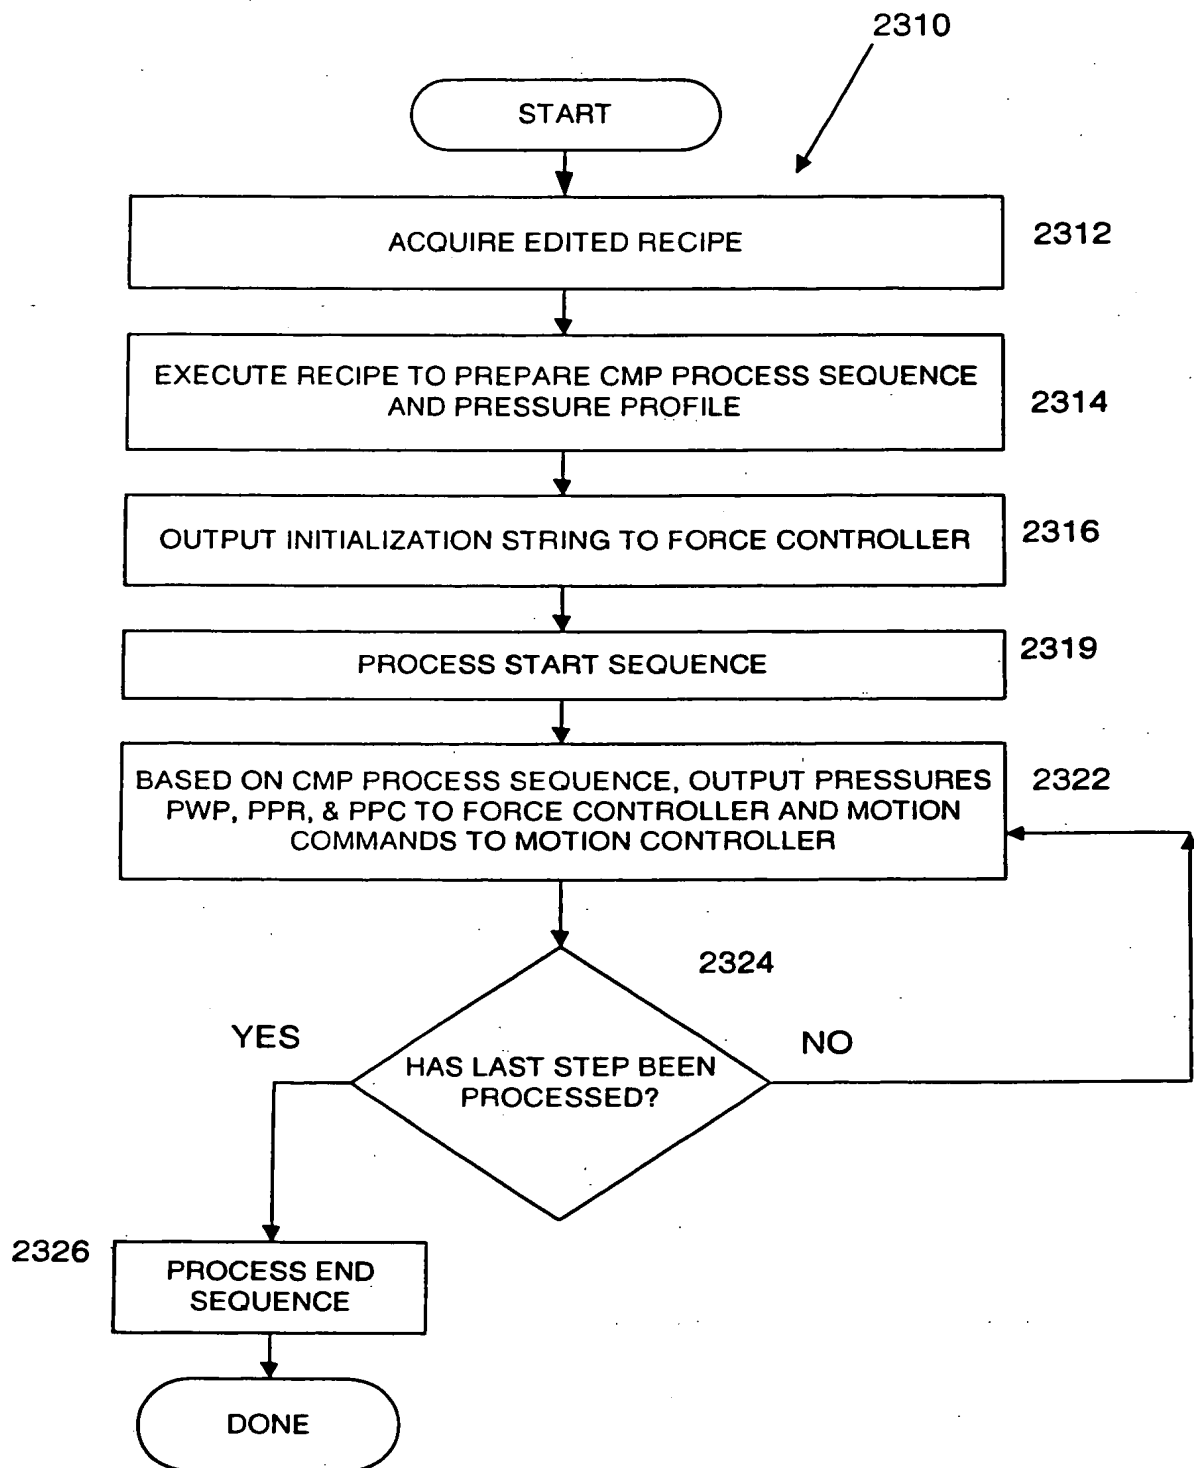 2310
START
ACQUIRE EDITED RECIPE
2312
EXECUTE RECIPE TO PREPARE CMP PROCESS SEQUENCE
AND PRESSURE PROFILE
2314
OUTPUT INITIALIZATION STRING TO FORCE CONTROLLER
2316
PROCESS START SEQUENCE
2319
BASED ON CMP PROCESS SEQUENCE, OUTPUT PRESSURES
PWP, PPR, & PPC TO FORCE CONTROLLER AND MOTION
COMMANDS TO MOTION CONTROLLER
2322
2324
YES
NO
HAS LAST STEP BEEN
PROCESSED?
2326
PROCESS END
SEQUENCE
DONE